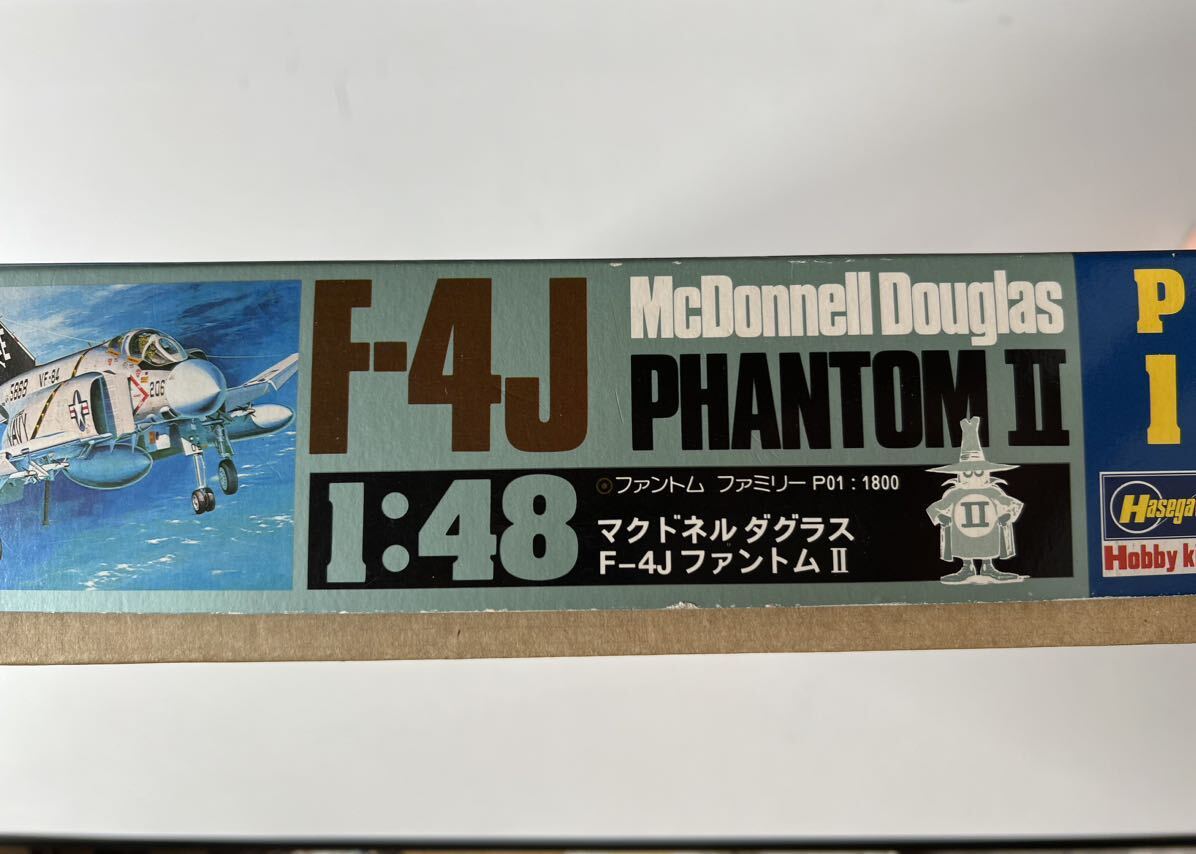 E
5868
VF-84
206
NAVY
F-4J
McDonnell Douglas
PHANTOM II
1:48
ファントム ファミリー P01 : 1800
マクドネル ダグラス
F-4J ファントム II
II
P
1
Hobby